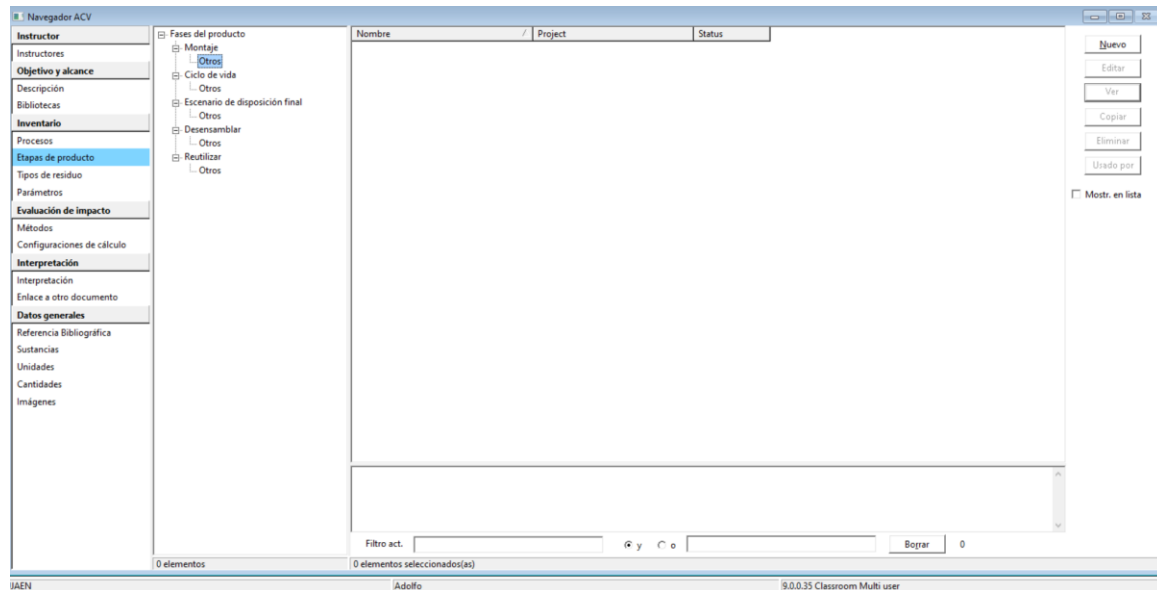 Navegador ACV
Instructor
Instructores
Objetivo y alcance
Descripción
Bibliotecas
Inventario
Procesos
Etapas de producto
Tipos de residuo
Parámetros
Evaluación de impacto
Métodos
Configuraciones de cálculo
Interpretación
Interpretación
Enlace a otro documento
Datos generales
Referencia Bibliográfica
Sustancias
Unidades
Cantidades
Imágenes
Fases del producto
Montaje
Otros
Ciclo de vida
Otros
Escenario de disposición final
Otros
Desensamblar
Otros
Reutilizar
Otros
Nombre / Project Status
Nuevo
Editar
Ver
Copiar
Eliminar
Usado por
Mostr. en lista
Filtro act. y o Borrar 0
0 elementos 0 elementos seleccionados(as)
JAEN Adolfo 9.0.0.35 Classroom Multi user